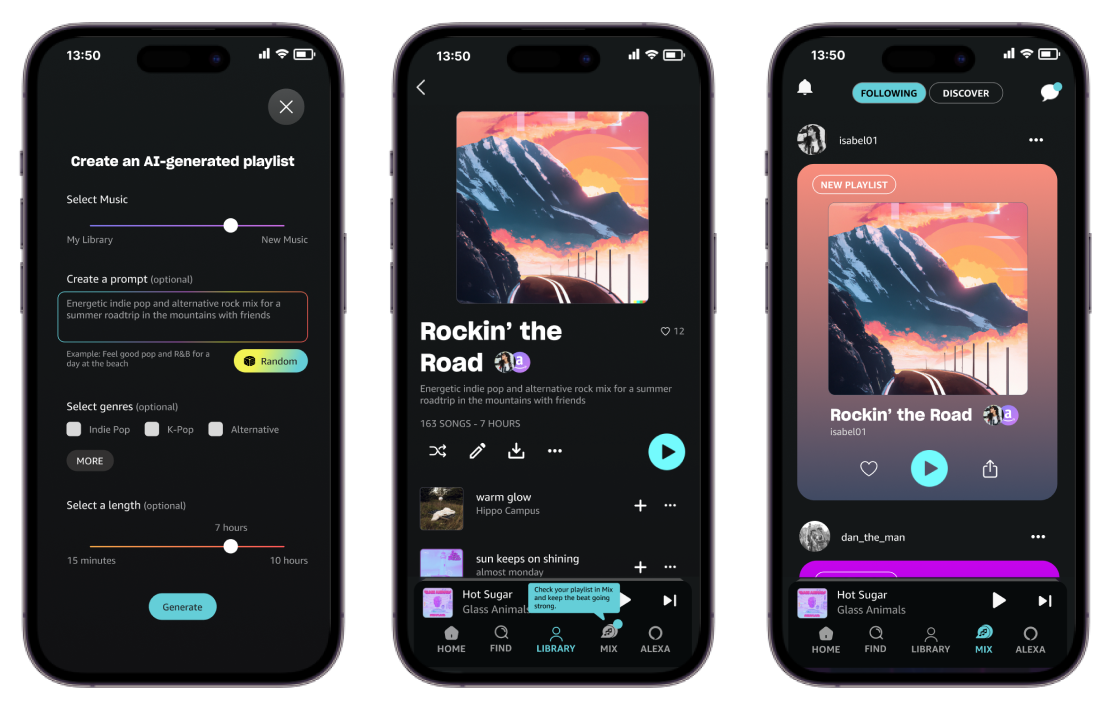 13:50
Create an AI-generated playlist
Select Music
My Library
New Music
Create a prompt (optional)
Energetic indie pop and alternative rock mix for a
summer roadtrip in the mountains with friends
Example: Feel good pop and R&B for a
day at the beach
Random
Select genres (optional)
Indie Pop
K-Pop
Alternative
MORE
Select a length (optional)
7 hours
15 minutes
10 hours
Generate
13:50
Rockin' the
Road
a
12
Energetic indie pop and alternative rock mix for a summer
roadtrip in the mountains with friends
163 SONGS - 7 HOURS
warm glow
Hippo Campus
sun keeps on shining
almost monday
Check your playlist in Mix
and keep the beat going
strong.
Hot Sugar
Glass Animals
HOME
FIND
LIBRARY
MIX
ALEXA
13:50
FOLLOWING
DISCOVER
isabel01
NEW PLAYLIST
Rockin' the Road
a
isabel01
dan_the_man
Hot Sugar
Glass Animals
HOME
FIND
LIBRARY
MIX
ALEXA